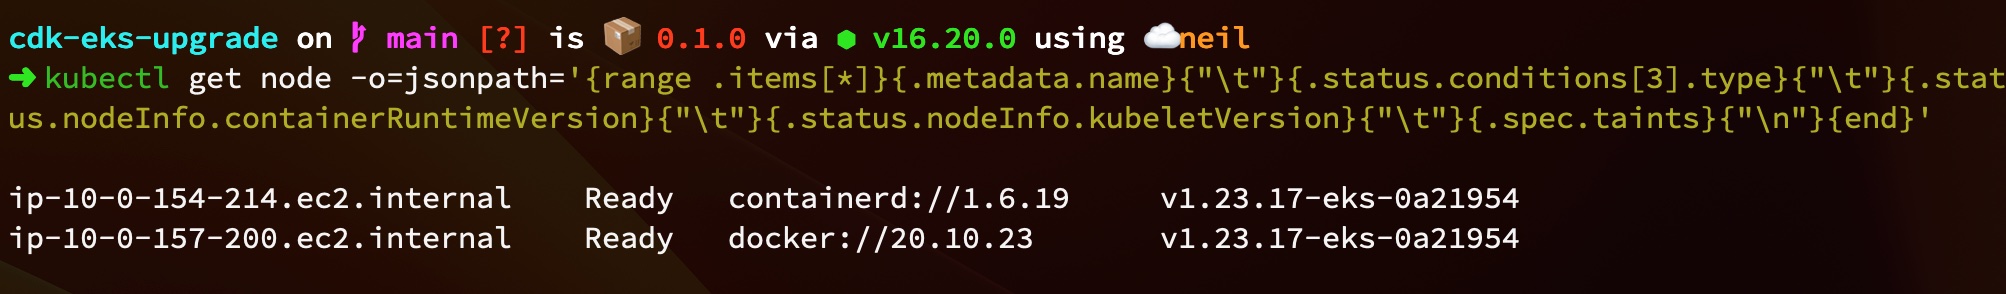 cdk-eks-upgrade on main [?] is 📦 0.1.0 via ⬢ v16.20.0 using ☁️neil
➜ kubectl get node -o=jsonpath='{range .items[*]}{.metadata.name}{"\t"}{.status.conditions[3].type}{"\t"}{.stat
us.nodeInfo.containerRuntimeVersion}{"\t"}{.status.nodeInfo.kubeletVersion}{"\t"}{.spec.taints}{"\n"}{end}'
ip-10-0-154-214.ec2.internal    Ready   containerd://1.6.19     v1.23.17-eks-0a21954
ip-10-0-157-200.ec2.internal    Ready   docker://20.10.23       v1.23.17-eks-0a21954